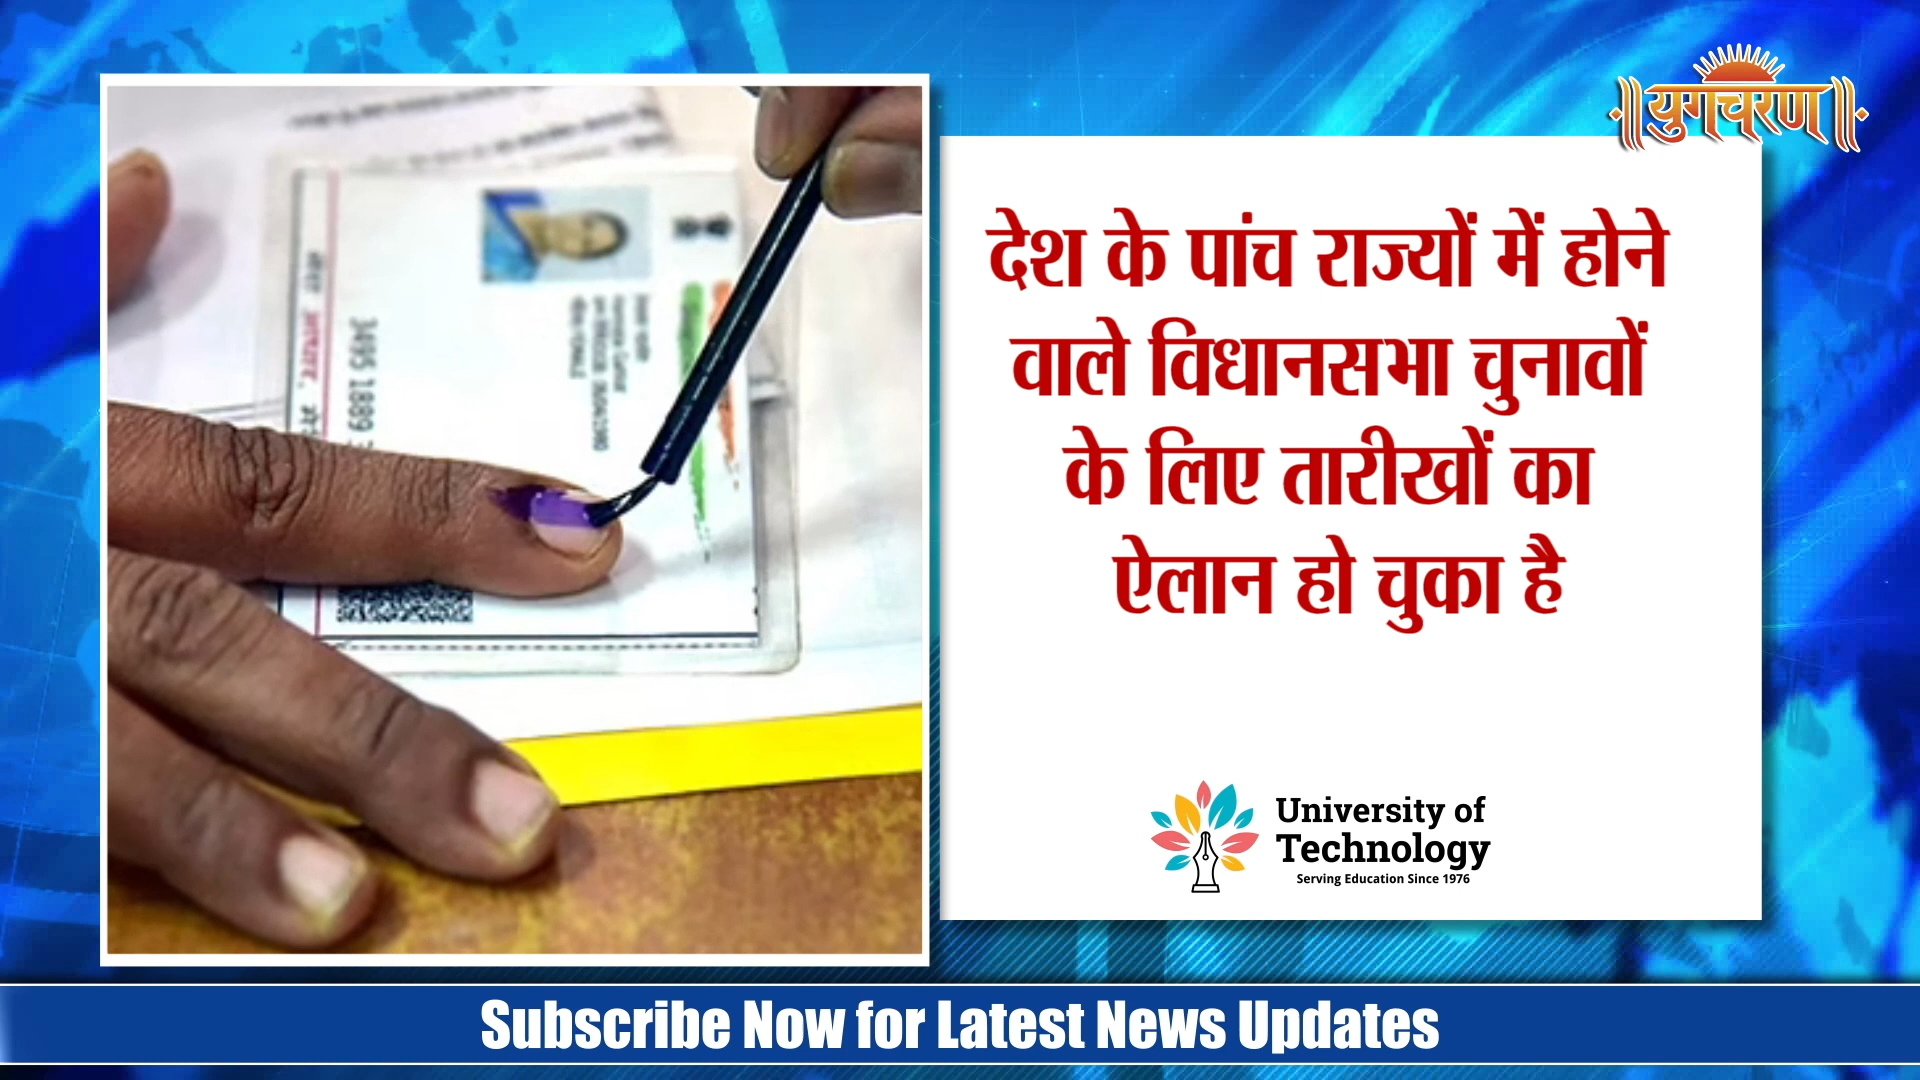 युगचरण
देश के पांच राज्यों में होने
वाले विधानसभा चुनावों
के लिए तारीखों का
ऐलान हो चुका है
University of
Technology
Serving Education Since 1976
Subscribe Now for Latest News Updates